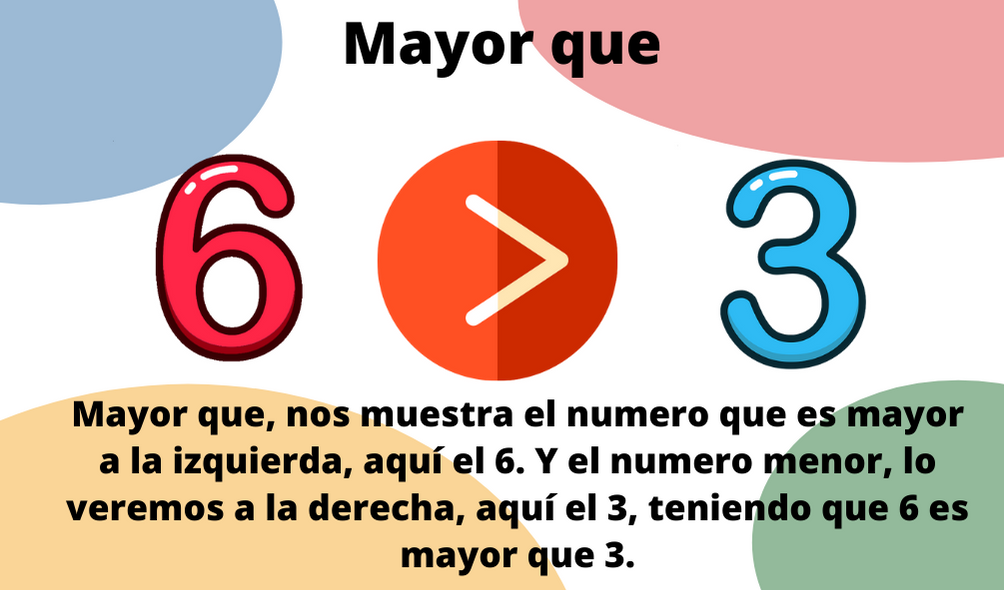 Mayor que
6 > 3
Mayor que, nos muestra el numero que es mayor
a la izquierda, aquí el 6. Y el numero menor, lo
veremos a la derecha, aquí el 3, teniendo que 6 es
mayor que 3.